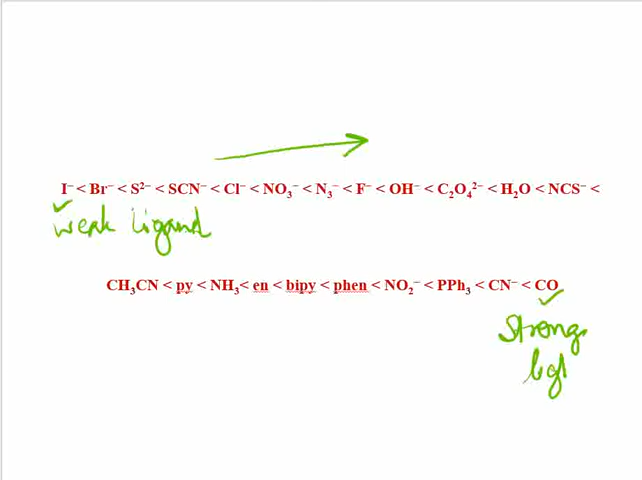 I⁻ < Br⁻ < S²⁻ < SCN⁻ < Cl⁻ < NO₃⁻ < N₃⁻ < F⁻ < OH⁻ < C₂O₄²⁻ < H₂O < NCS⁻ <
weak ligand
CH₃CN < py < NH₃< en < bipy < phen < NO₂⁻ < PPh₃ < CN⁻ < CO
Strong